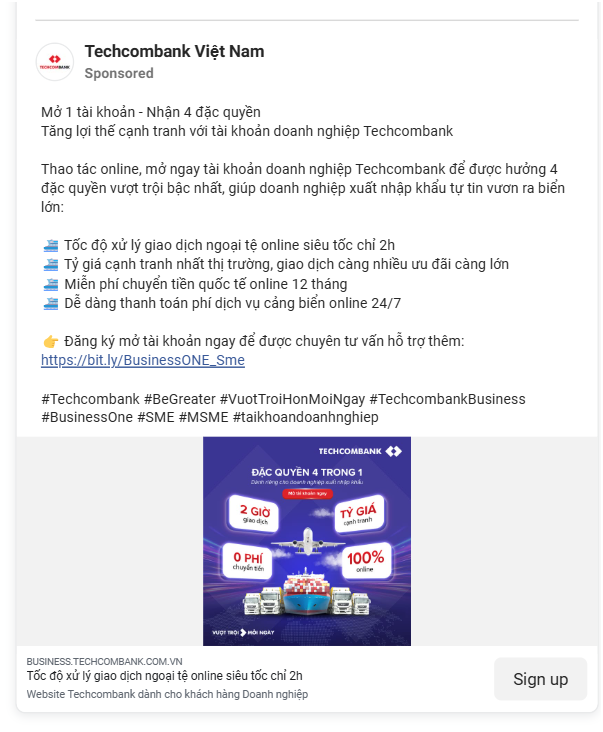 TECHCOMBANK
Techcombank Việt Nam
Sponsored
Mở 1 tài khoản - Nhận 4 đặc quyền
Tăng lợi thế cạnh tranh với tài khoản doanh nghiệp Techcombank
Thao tác online, mở ngay tài khoản doanh nghiệp Techcombank để được hưởng 4
đặc quyền vượt trội bậc nhất, giúp doanh nghiệp xuất nhập khẩu tự tin vươn ra biển
lớn:
🚢 Tốc độ xử lý giao dịch ngoại tệ online siêu tốc chỉ 2h
🚢 Tỷ giá cạnh tranh nhất thị trường, giao dịch càng nhiều ưu đãi càng lớn
🚢 Miễn phí chuyển tiền quốc tế online 12 tháng
🚢 Dễ dàng thanh toán phí dịch vụ cảng biển online 24/7
👉 Đăng ký mở tài khoản ngay để được chuyên tư vấn hỗ trợ thêm:
https://bit.ly/BusinessONE_Sme
#Techcombank #BeGreater #VuotTroiHonMoiNgay #TechcombankBusiness
#BusinessOne #SME #MSME #taikhoandoanhnghiep
TECHCOMBANK
ĐẶC QUYỀN 4 TRONG 1
Dành riêng cho doanh nghiệp xuất nhập khẩu
Mở tài khoản ngay
2 GIỜ
giao dịch
TỶ GIÁ
cạnh tranh
0 PHÍ
chuyển tiền
100%
online
VƯỢT TRỘI MỖI NGÀY
BUSINESS.TECHCOMBANK.COM.VN
Tốc độ xử lý giao dịch ngoại tệ online siêu tốc chỉ 2h
Website Techcombank dành cho khách hàng Doanh nghiệp
Sign up